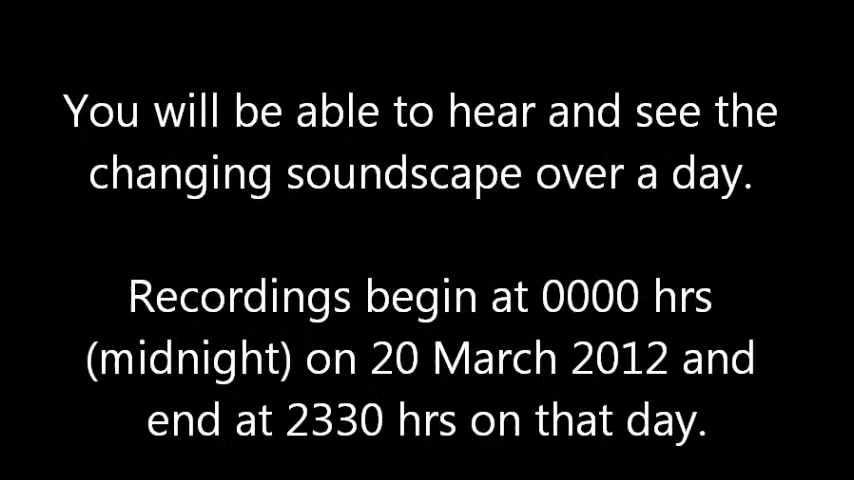 You will be able to hear and see the
changing soundscape over a day.
Recordings begin at 0000 hrs
(midnight) on 20 March 2012 and
end at 2330 hrs on that day.